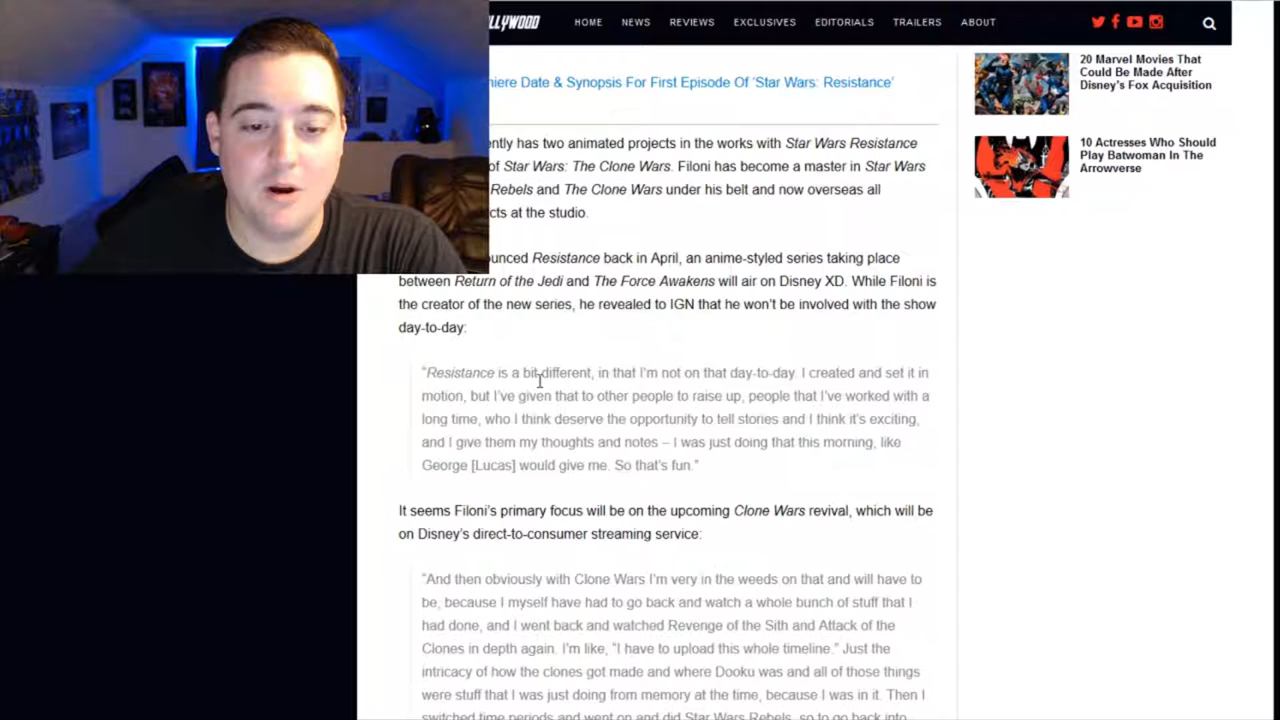 HOME NEWS REVIEWS EXCLUSIVES EDITORIALS TRAILERS ABOUT
Date & Synopsis For First Episode Of 'Star Wars: Resistance'
has two animated projects in the works with Star Wars Resistance
of Star Wars: The Clone Wars. Filoni has become a master in Star Wars
Rebels and The Clone Wars under his belt and now overseas all
at the studio.
Resistance back in April, an anime-styled series taking place
between Return of the Jedi and The Force Awakens will air on Disney XD. While Filoni is
the creator of the new series, he revealed to IGN that he won't be involved with the show
day-to-day:
"Resistance is a bit different, in that I'm not on that day-to-day. I created and set it in
motion, but I've given that to other people to raise up, people that I've worked with a
long time, who I think deserve the opportunity to tell stories and I think it's exciting,
and I give them my thoughts and notes – I was just doing that this morning, like
George [Lucas] would give me. So that's fun."
It seems Filoni's primary focus will be on the upcoming Clone Wars revival, which will be
on Disney's direct-to-consumer streaming service:
"And then obviously with Clone Wars I'm very in the weeds on that and will have to
be, because I myself have had to go back and watch a whole bunch of stuff that I
had done, and I went back and watched Revenge of the Sith and Attack of the
Clones in depth again. I'm like, "I have to upload this whole timeline." Just the
intricacy of how the clones got made and where Dooku was and all of those things
were stuff that I was just doing from memory at the time, because I was in it. Then I
switched time periods and went on and did Star Wars Rebels, so to go back into
20 Marvel Movies That
Could Be Made After
Disney's Fox Acquisition
10 Actresses Who Should
Play Batwoman In The
Arrowverse